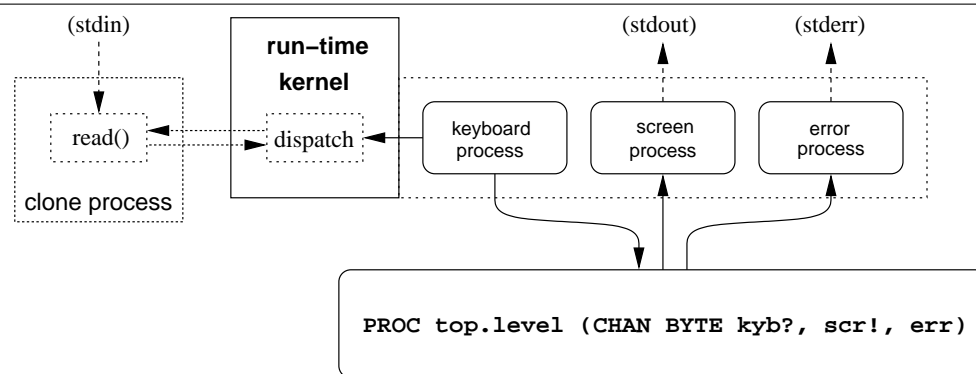 (stdin)
run−time
kernel
(stdout)
(stderr)
read()
dispatch
keyboard
process
screen
process
error
process
clone process
PROC top.level (CHAN BYTE kyb?, scr!, err)